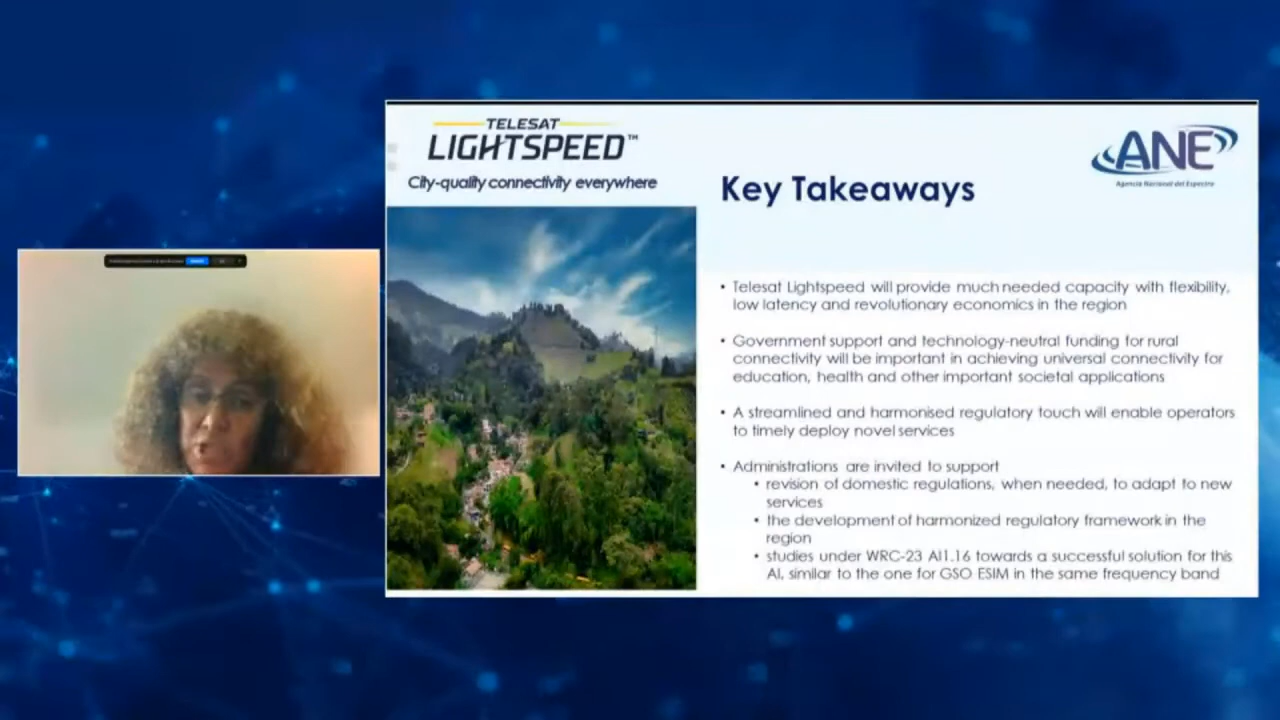 TELESAT
LIGHTSPEED™
City-quality connectivity everywhere
ANE
Agencia Nacional del Espectro
Key Takeaways
• Telesat Lightspeed will provide much needed capacity with flexibility,
low latency and revolutionary economics in the region
• Government support and technology-neutral funding for rural
connectivity will be important in achieving universal connectivity for
education, health and other important societal applications
• A streamlined and harmonised regulatory touch will enable operators
to timely deploy novel services
• Administrations are invited to support
• revision of domestic regulations, when needed, to adapt to new
services
• the development of harmonized regulatory framework in the
region
• studies under WRC-23 AI1.16 towards a successful solution for this
AI, similar to the one for GSO ESIM in the same frequency band